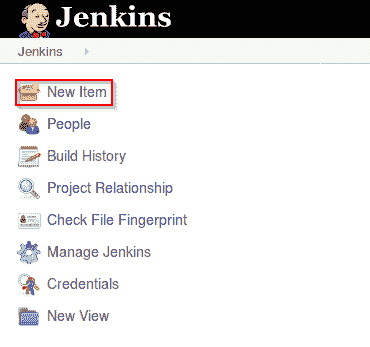 Jenkins
Jenkins
New Item
People
Build History
Project Relationship
Check File Fingerprint
Manage Jenkins
Credentials
New View